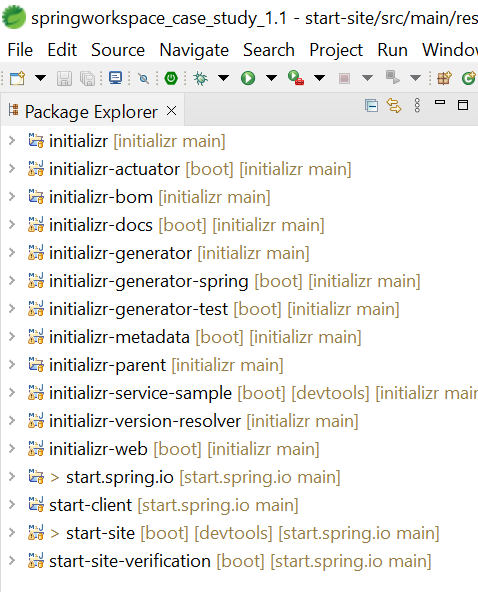 springworkspace_case_study_1.1 - start-site/src/main/res
File Edit Source Navigate Search Project Run Window
Package Explorer
initializr [initializr main]
initializr-actuator [boot] [initializr main]
initializr-bom [initializr main]
initializr-docs [boot] [initializr main]
initializr-generator [initializr main]
initializr-generator-spring [boot] [initializr main]
initializr-generator-test [boot] [initializr main]
initializr-metadata [boot] [initializr main]
initializr-parent [initializr main]
initializr-service-sample [boot] [devtools] [initializr main
initializr-version-resolver [initializr main]
initializr-web [boot] [initializr main]
> start.spring.io [start.spring.io main]
start-client [start.spring.io main]
> start-site [boot] [devtools] [start.spring.io main]
start-site-verification [boot] [start.spring.io main]